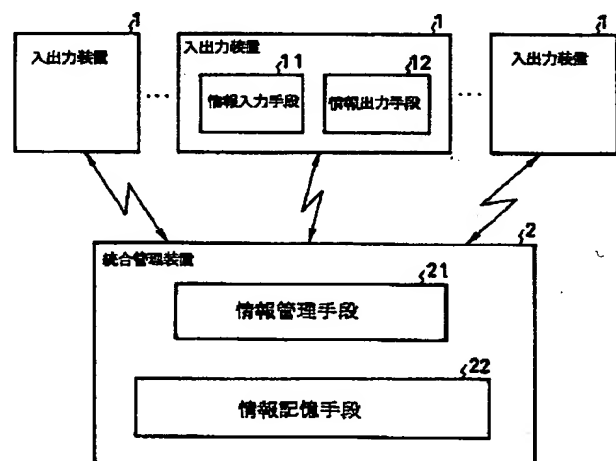 1
1
1
入出力装置
入出力装置
入出力装置
11
12
情報入力手段
情報出力手段
...
...
2
統合管理装置
21
情報管理手段
22
情報記憶手段